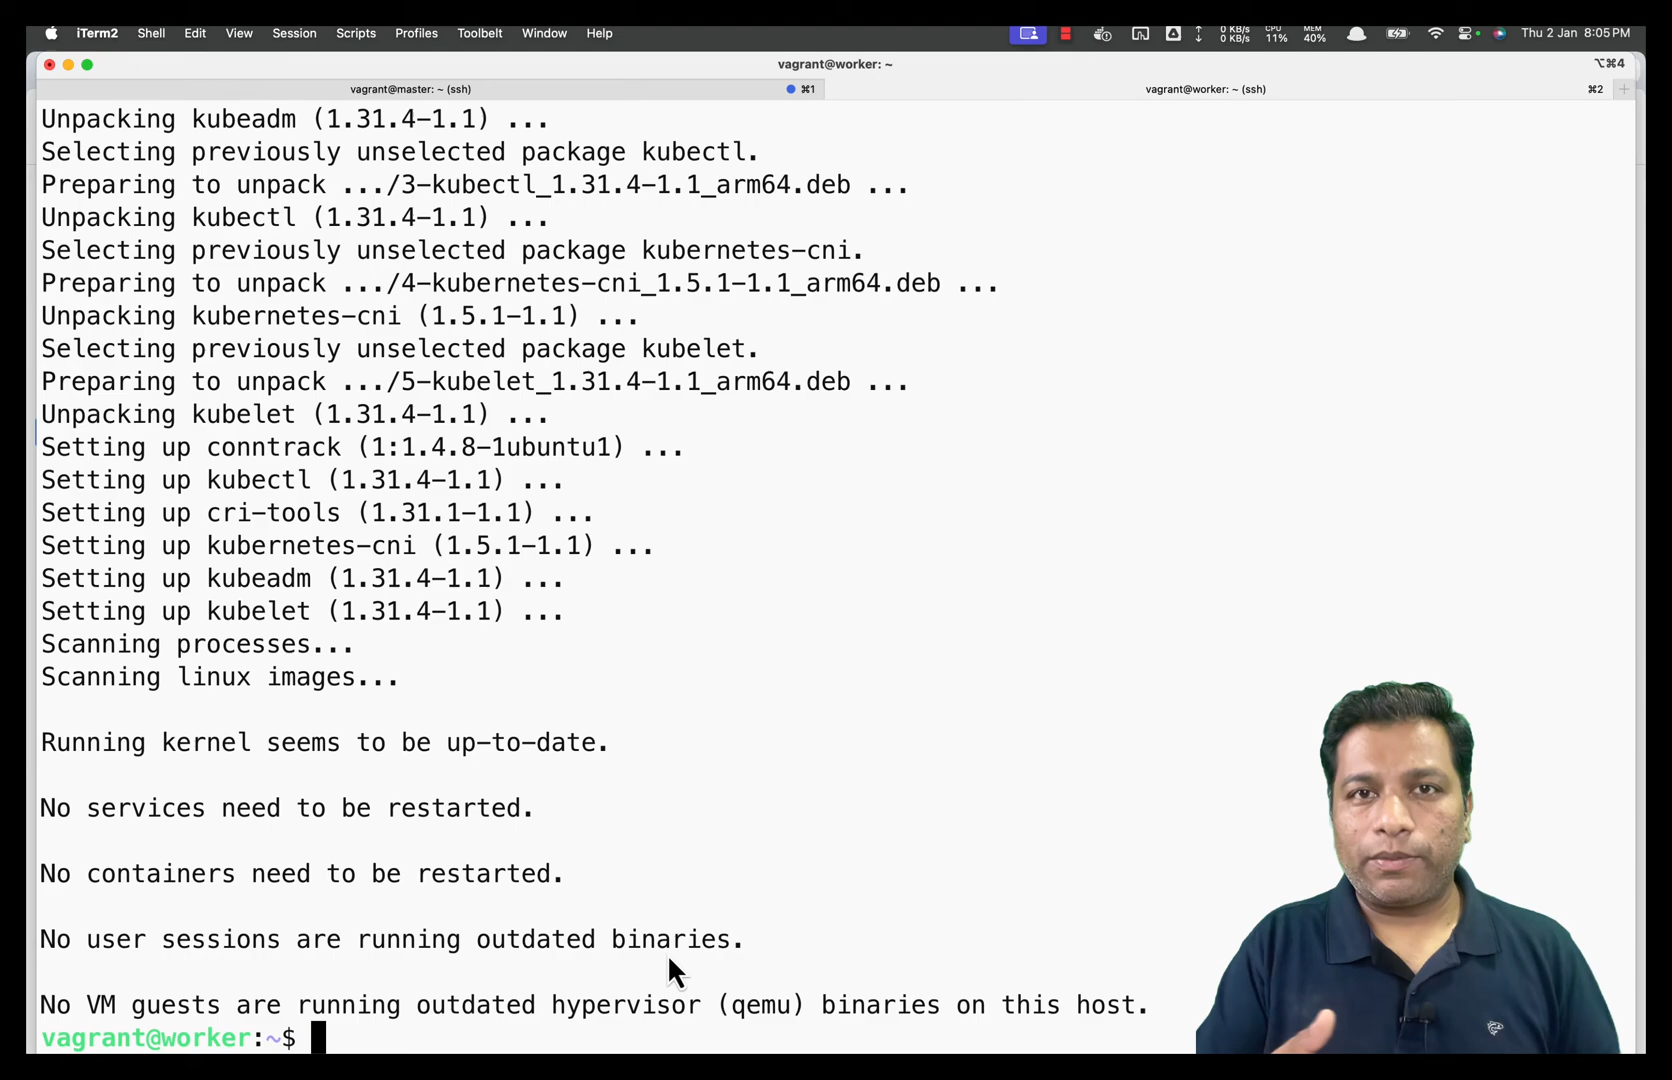 iTerm2 Shell Edit View Session Scripts Profiles Toolbelt Window Help 0 KB/s 0 KB/s CPU 11% MEM 40% Thu 2 Jan 8:05 PM
vagrant@worker: ~ ⌥⌘4
vagrant@master: ~ (ssh) ⌘1 vagrant@worker: ~ (ssh) ⌘2
Unpacking kubeadm (1.31.4-1.1) ...
Selecting previously unselected package kubectl.
Preparing to unpack .../3-kubectl_1.31.4-1.1_arm64.deb ...
Unpacking kubectl (1.31.4-1.1) ...
Selecting previously unselected package kubernetes-cni.
Preparing to unpack .../4-kubernetes-cni_1.5.1-1.1_arm64.deb ...
Unpacking kubernetes-cni (1.5.1-1.1) ...
Selecting previously unselected package kubelet.
Preparing to unpack .../5-kubelet_1.31.4-1.1_arm64.deb ...
Unpacking kubelet (1.31.4-1.1) ...
Setting up conntrack (1:1.4.8-1ubuntu1) ...
Setting up kubectl (1.31.4-1.1) ...
Setting up cri-tools (1.31.1-1.1) ...
Setting up kubernetes-cni (1.5.1-1.1) ...
Setting up kubeadm (1.31.4-1.1) ...
Setting up kubelet (1.31.4-1.1) ...
Scanning processes...
Scanning linux images...
Running kernel seems to be up-to-date.
No services need to be restarted.
No containers need to be restarted.
No user sessions are running outdated binaries.
No VM guests are running outdated hypervisor (qemu) binaries on this host.
vagrant@worker:~$